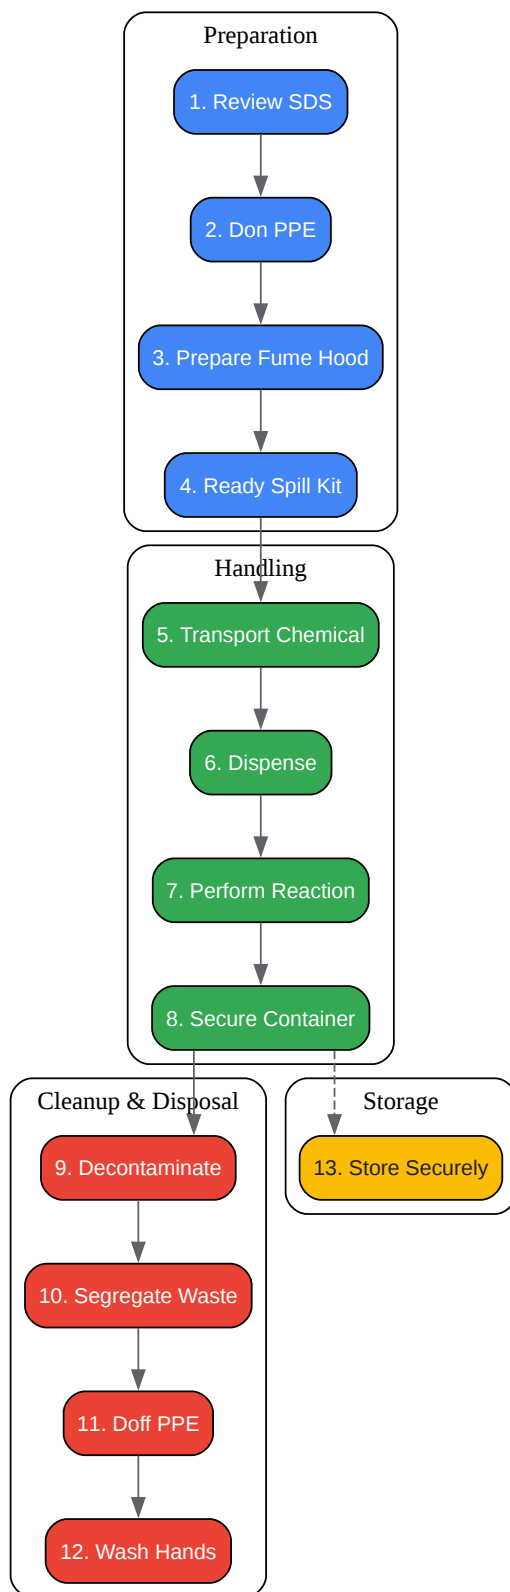 Preparation
1. Review SDS
2. Don PPE
3. Prepare Fume Hood
4. Ready Spill Kit
Handling
5. Transport Chemical
6. Dispense
7. Perform Reaction
8. Secure Container
Cleanup & Disposal
9. Decontaminate
10. Segregate Waste
11. Doff PPE
12. Wash Hands
Storage
13. Store Securely